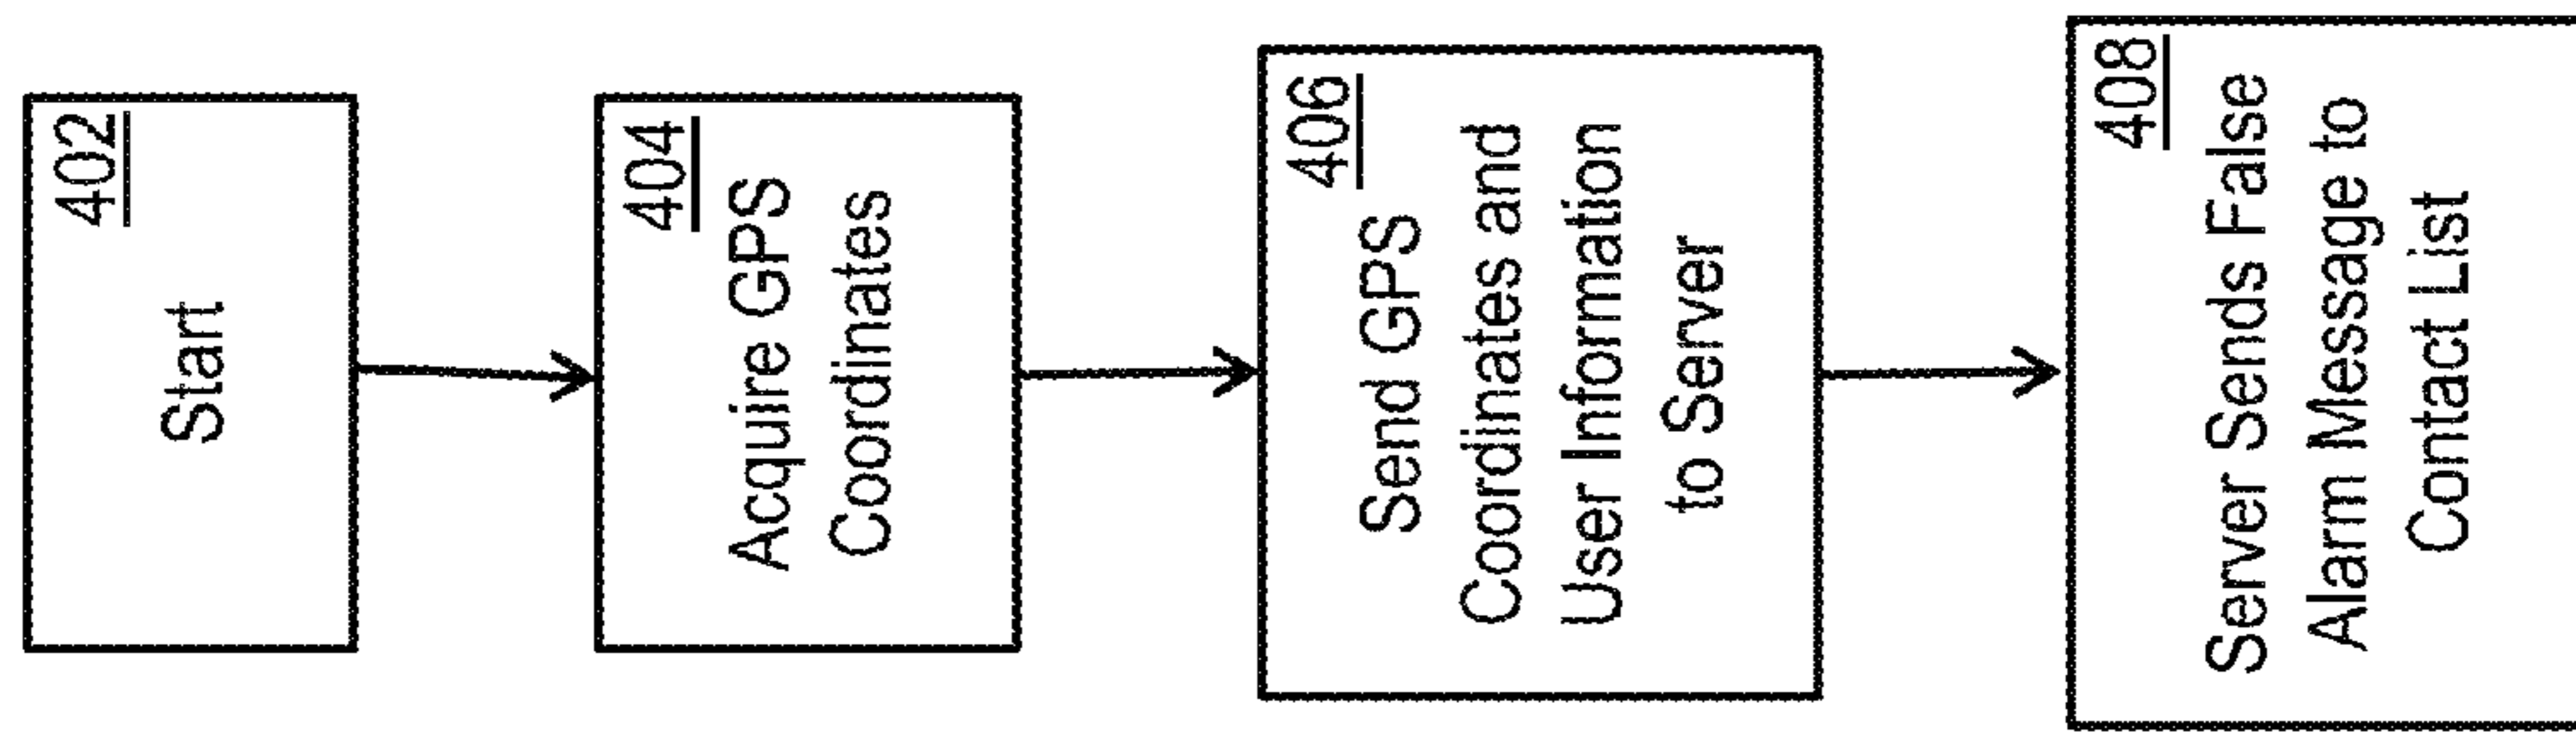 402
Start
404
Acquire GPS
Coordinates
406
Send GPS
Coordinates and
User Information
to Server
408
Server Sends False
Alarm Message to
Contact List